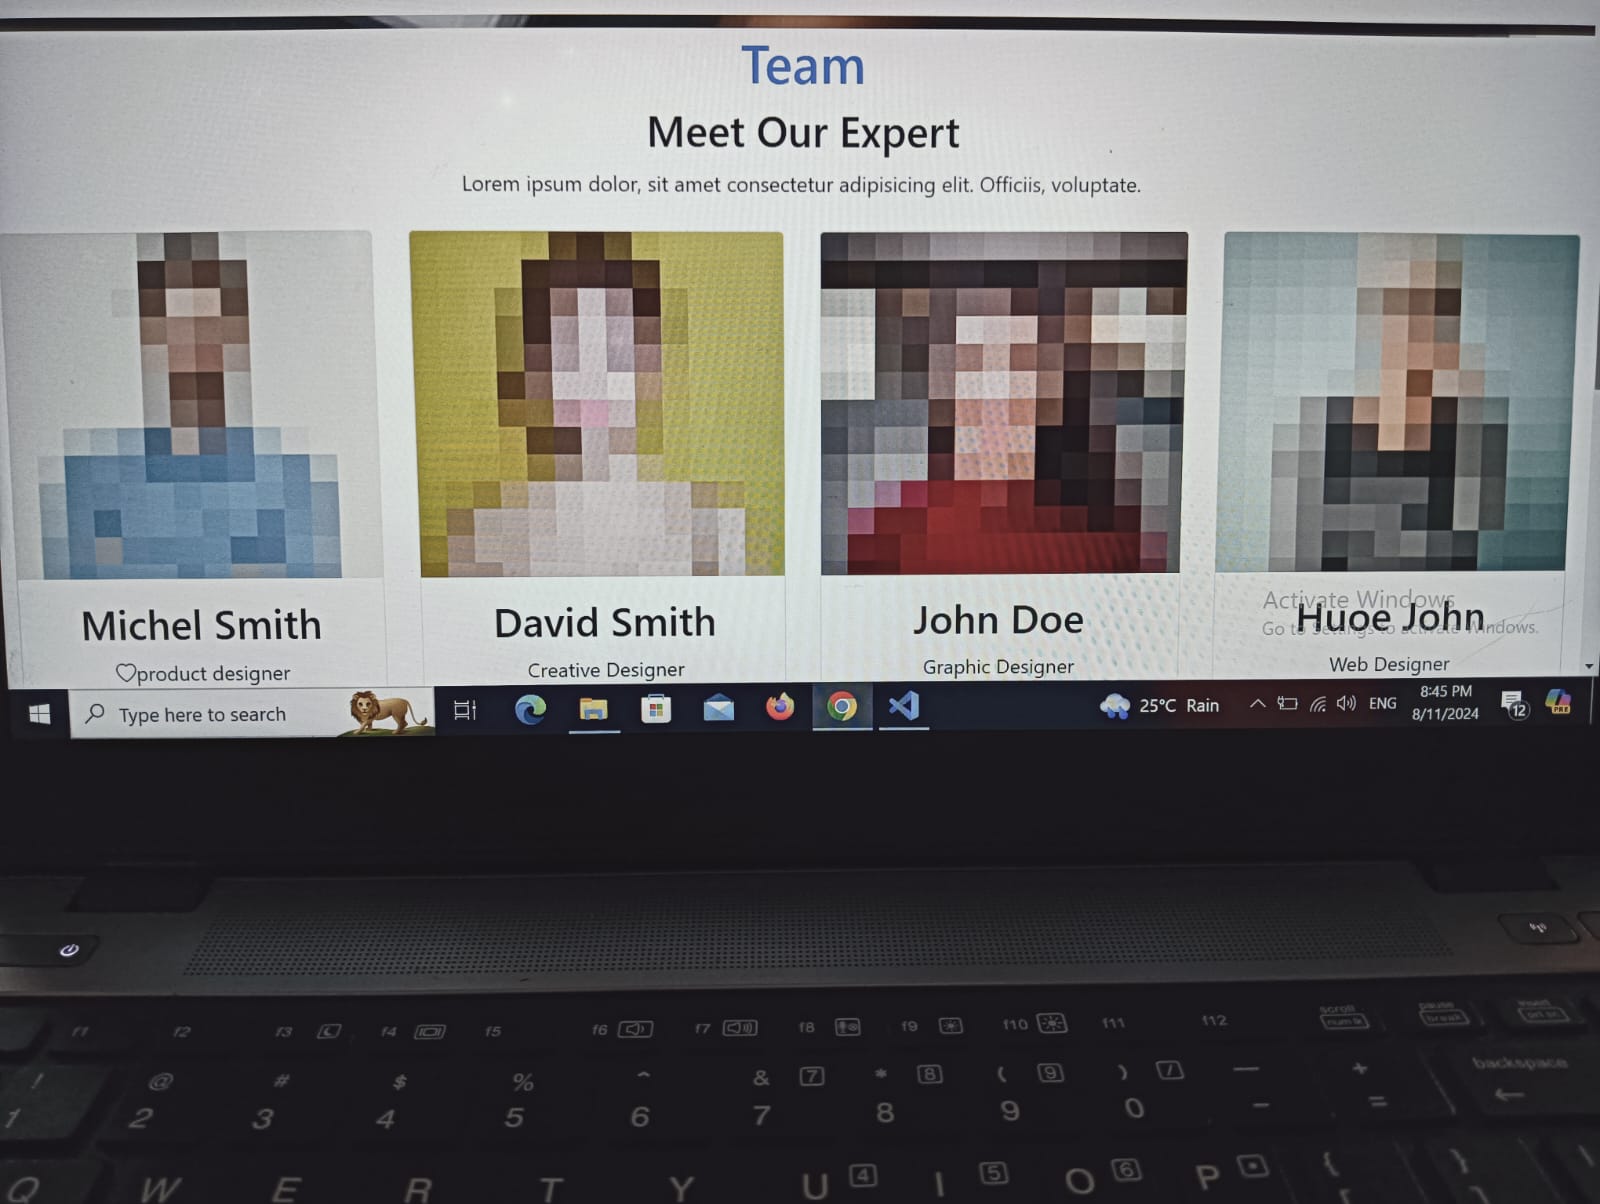 Team
Meet Our Expert
Lorem ipsum dolor, sit amet consectetur adipisicing elit. Officiis, voluptate.
Michel Smith
♡product designer
David Smith
Creative Designer
John Doe
Graphic Designer
Huoe John
Web Designer
Activate Windows
Go to Settings to activate Windows.
Type here to search
25°C Rain
ENG
8:45 PM
8/11/2024
12
PRE
f1 f2 f3 f4 f5 f6 f7 f8 f9 f10 f11 f12
scroll
num lk
pause
break
insert
prt sc
! @ # $ % ^ & 7 * 8 ( 9 ) / — +
backspace
1 2 3 4 5 6 7 8 9 0 - = ←
Q W E R T Y U 4 I 5 O 6 P { }